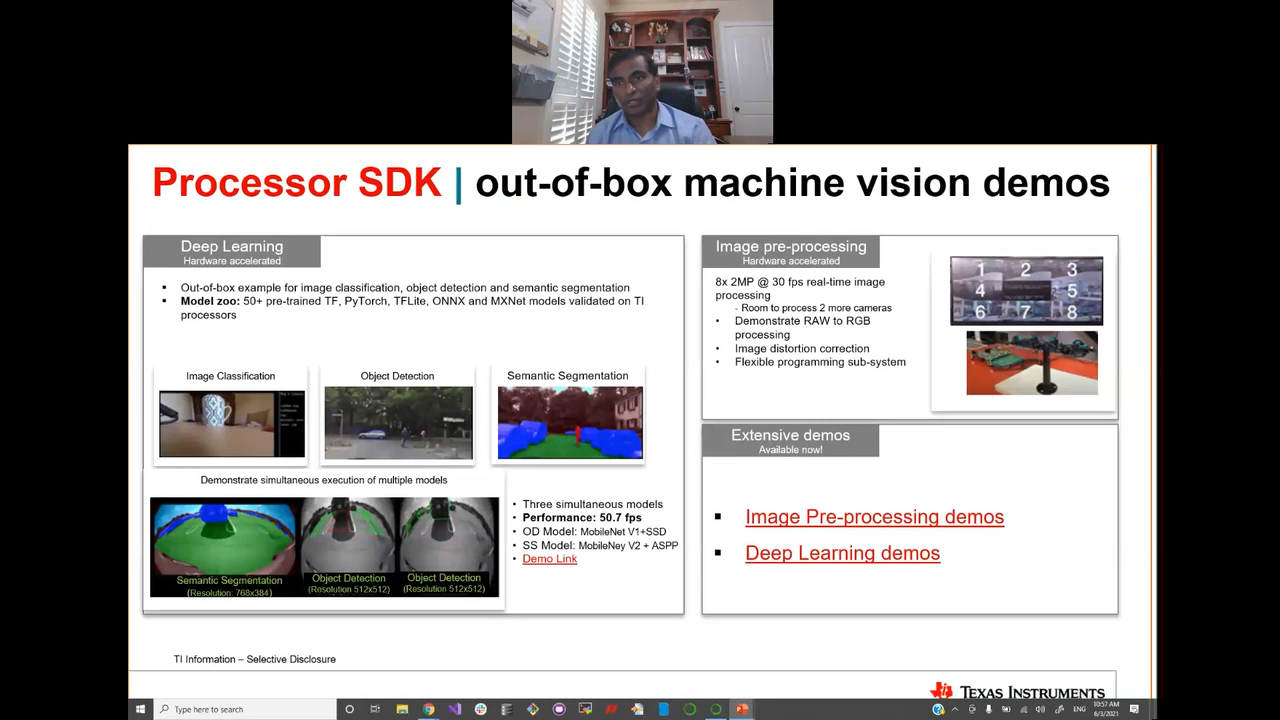 Processor SDK | out-of-box machine vision demos
Deep Learning
Hardware accelerated
▪ Out-of-box example for image classification, object detection and semantic segmentation
▪ Model zoo: 50+ pre-trained TF, PyTorch, TFLite, ONNX and MXNet models validated on TI
processors
Image Classification
Object Detection
Semantic Segmentation
Demonstrate simultaneous execution of multiple models
Semantic Segmentation
(Resolution: 768x384)
Object Detection
(Resolution 512x512)
Object Detection
(Resolution 512x512)
• Three simultaneous models
• Performance: 50.7 fps
• OD Model: MobileNet V1+SSD
• SS Model: MobileNey V2 + ASPP
• Demo Link
Image pre-processing
Hardware accelerated
8x 2MP @ 30 fps real-time image
processing
- Room to process 2 more cameras
• Demonstrate RAW to RGB
processing
• Image distortion correction
• Flexible programming sub-system
1 2 3
4 5
6 7 8
Extensive demos
Available now!
▪ Image Pre-processing demos
▪ Deep Learning demos
TI Information – Selective Disclosure
TEXAS INSTRUMENTS
Type here to search
ENG
10:57 AM
6/3/2021